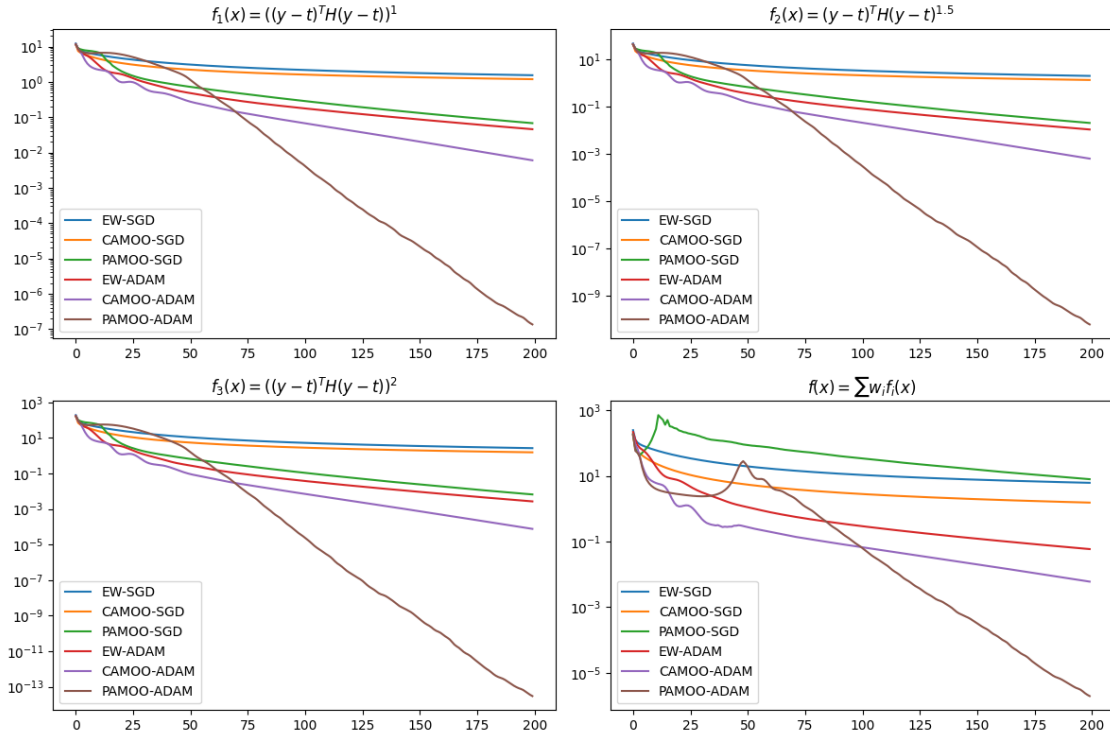 f₁(x) = ((y − t)ᵀH(y − t))¹
10¹
10⁰
10⁻¹
10⁻²
10⁻³
10⁻⁴
10⁻⁵
10⁻⁶
10⁻⁷
EW-SGD
CAMOO-SGD
PAMOO-SGD
EW-ADAM
CAMOO-ADAM
PAMOO-ADAM
0 25 50 75 100 125 150 175 200
f₂(x) = (y − t)ᵀH(y − t)¹·⁵
10¹
10⁻¹
10⁻³
10⁻⁵
10⁻⁷
10⁻⁹
EW-SGD
CAMOO-SGD
PAMOO-SGD
EW-ADAM
CAMOO-ADAM
PAMOO-ADAM
0 25 50 75 100 125 150 175 200
f₃(x) = ((y − t)ᵀH(y − t))²
10³
10¹
10⁻¹
10⁻³
10⁻⁵
10⁻⁷
10⁻⁹
10⁻¹¹
10⁻¹³
EW-SGD
CAMOO-SGD
PAMOO-SGD
EW-ADAM
CAMOO-ADAM
PAMOO-ADAM
0 25 50 75 100 125 150 175 200
f(x) = ∑wᵢfᵢ(x)
10³
10¹
10⁻¹
10⁻³
10⁻⁵
EW-SGD
CAMOO-SGD
PAMOO-SGD
EW-ADAM
CAMOO-ADAM
PAMOO-ADAM
0 25 50 75 100 125 150 175 200